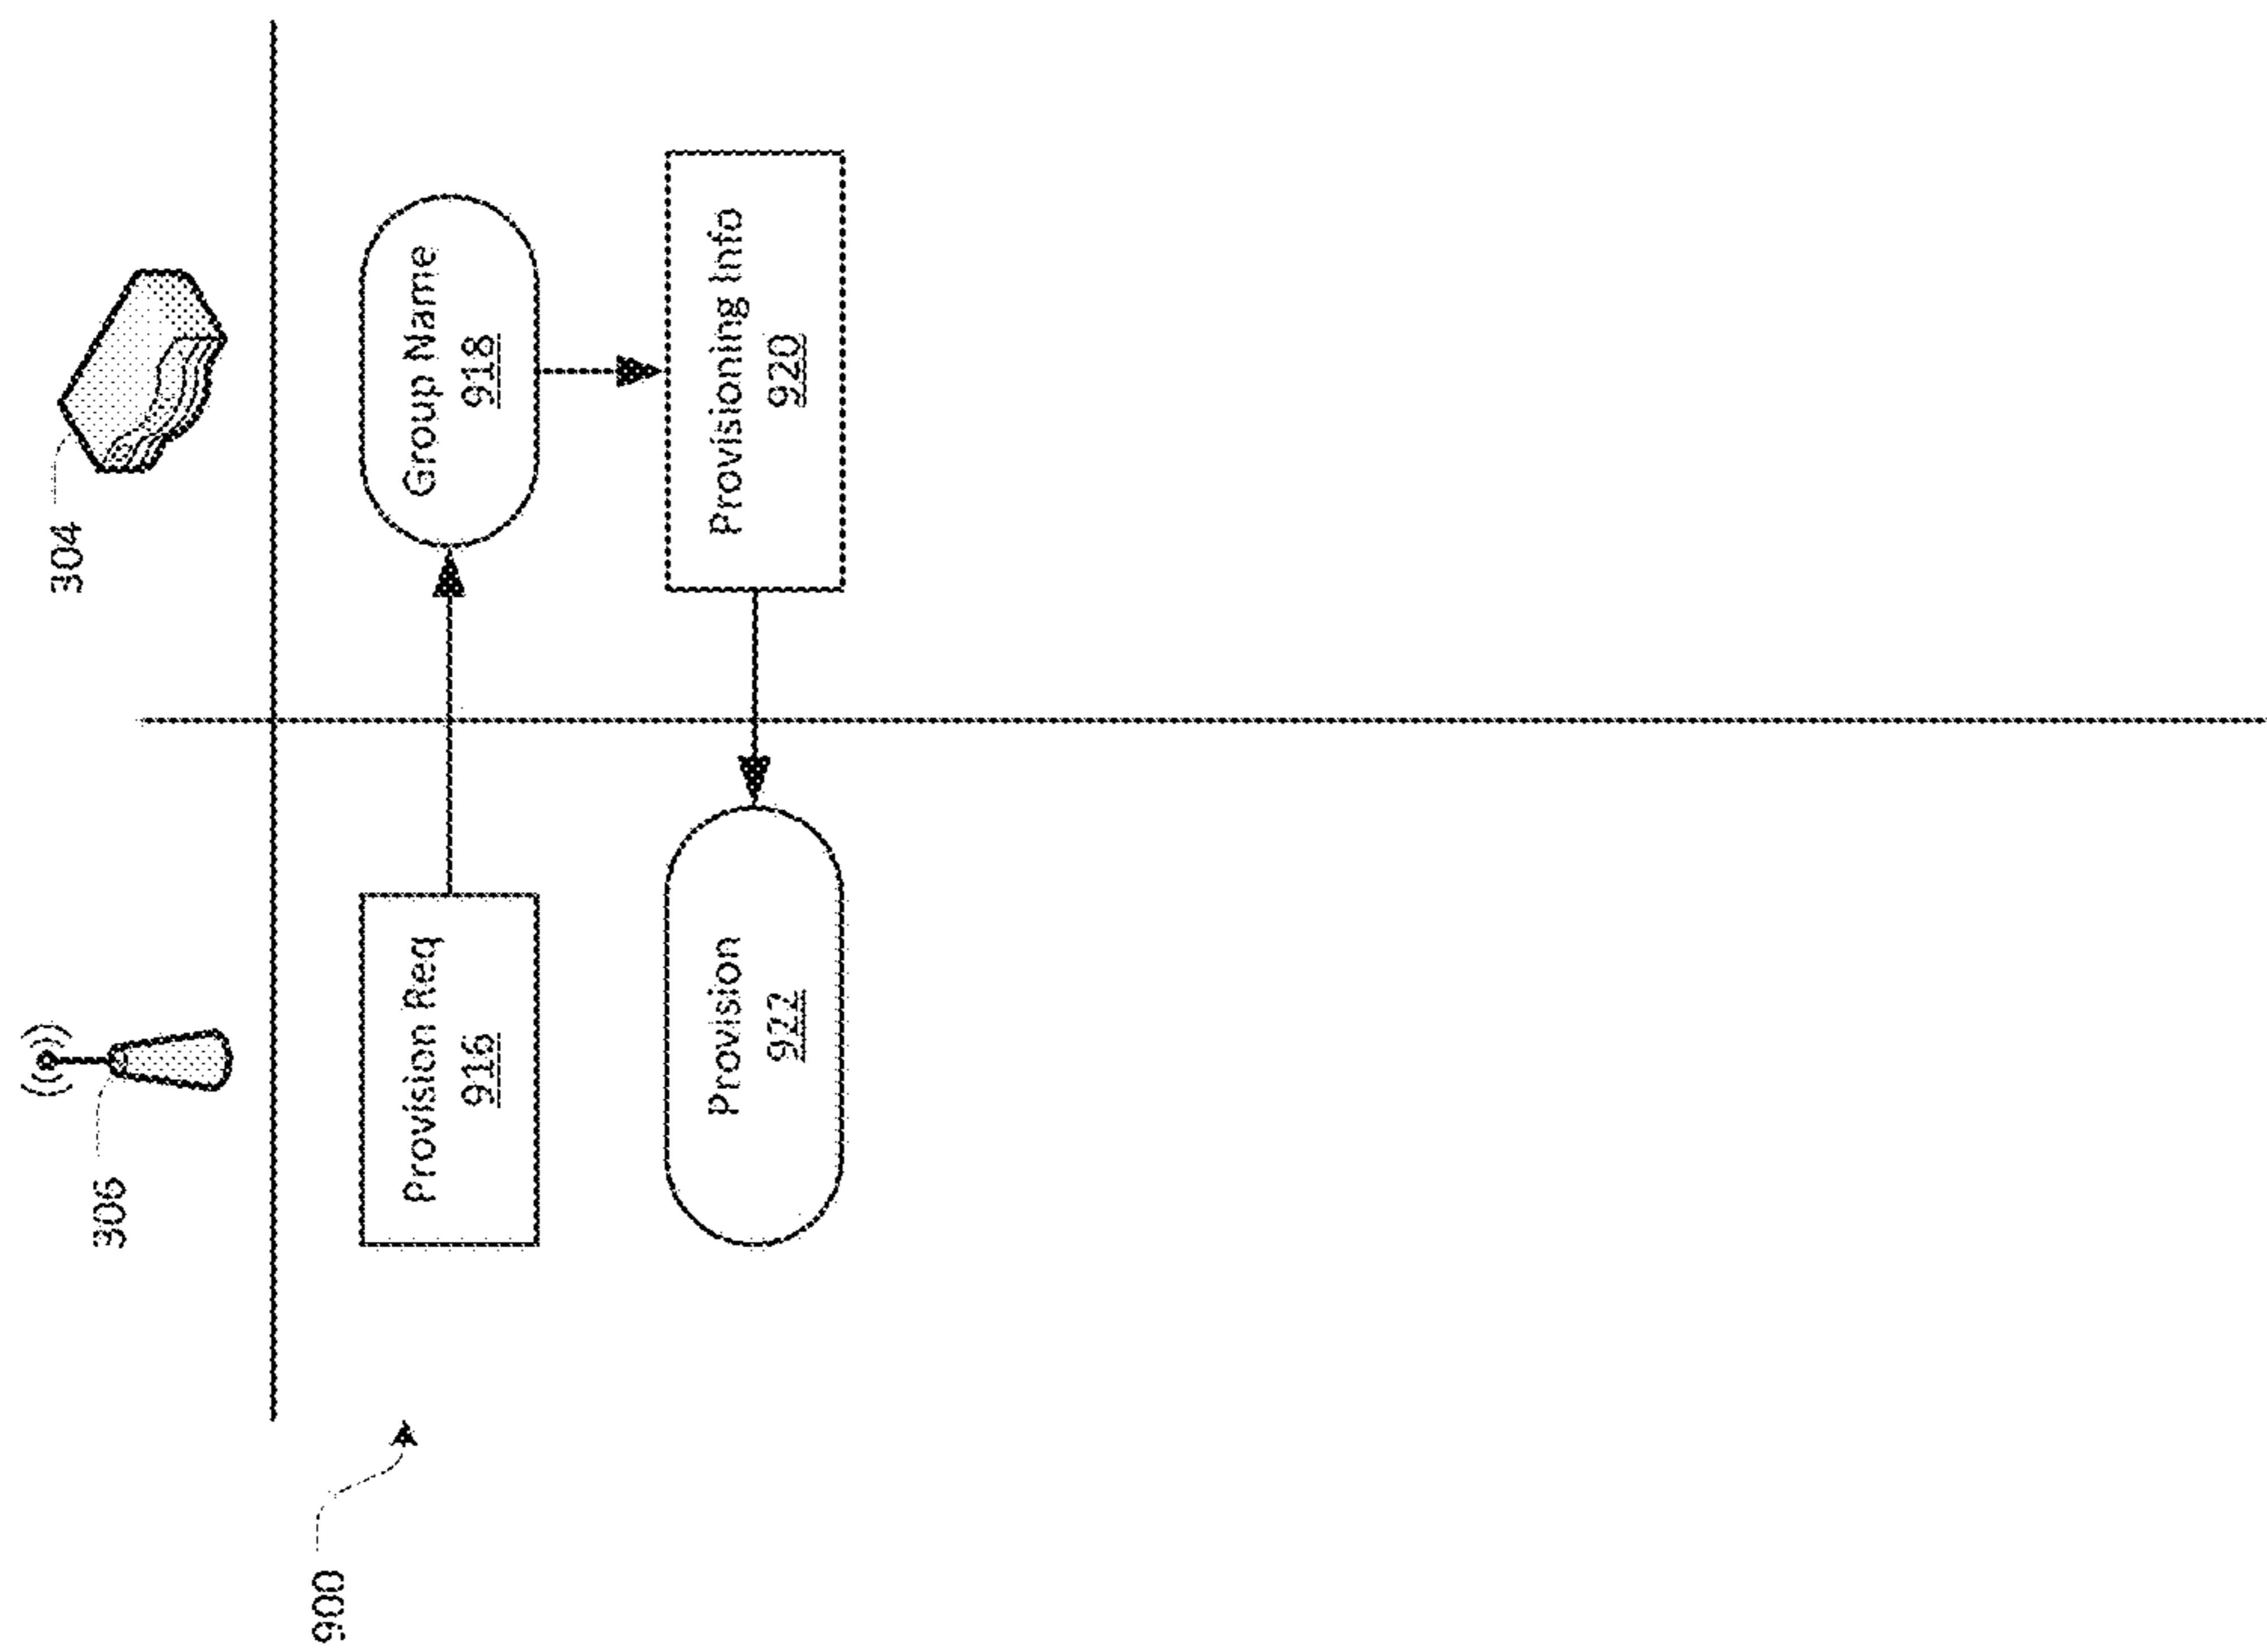 306
304
900
Provision Req
916
Group Name
918
Provisioning Info
920
Provision
922